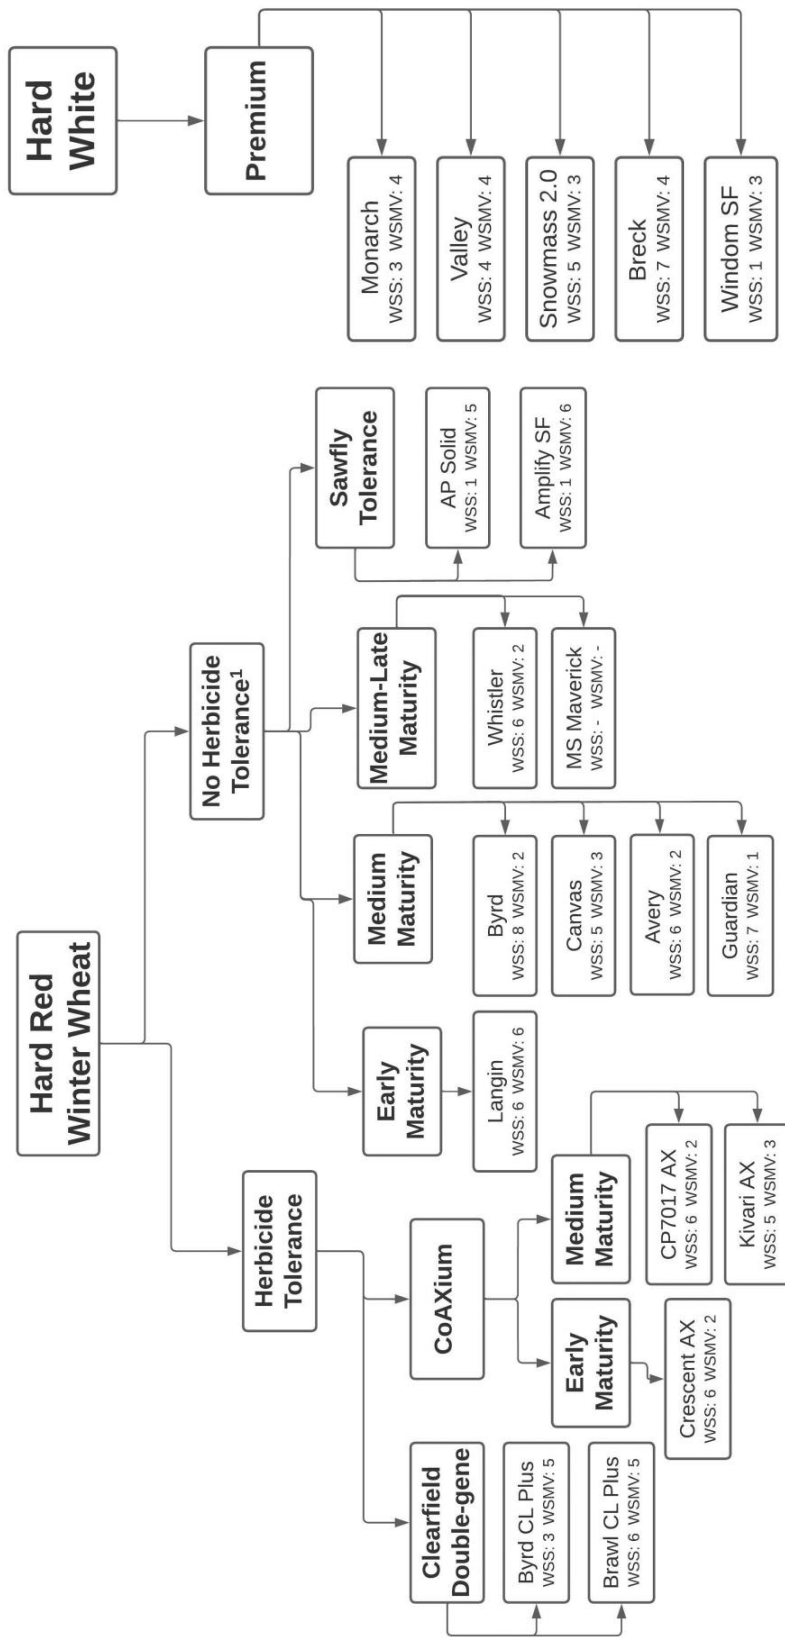 Hard Red
Winter Wheat
Herbicide
Tolerance
Clearfield
Double-gene
Byrd CL Plus
WSS: 3 WSMV: 5
Brawl CL Plus
WSS: 6 WSMV: 5
CoAXium
Early
Maturity
Crescent AX
WSS: 6 WSMV: 2
Medium
Maturity
CP7017 AX
WSS: 6 WSMV: 2
Kivari AX
WSS: 5 WSMV: 3
No Herbicide
Tolerance¹
Early
Maturity
Langin
WSS: 6 WSMV: 6
Medium
Maturity
Byrd
WSS: 8 WSMV: 2
Canvas
WSS: 5 WSMV: 3
Avery
WSS: 6 WSMV: 2
Guardian
WSS: 7 WSMV: 1
Medium-Late
Maturity
Whistler
WSS: 6 WSMV: 2
MS Maverick
WSS: - WSMV: -
Sawfly
Tolerance
AP Solid
WSS: 1 WSMV: 5
Amplify SF
WSS: 1 WSMV: 6
Hard
White
Premium
Monarch
WSS: 3 WSMV: 4
Valley
WSS: 4 WSMV: 4
Snowmass 2.0
WSS: 5 WSMV: 3
Breck
WSS: 7 WSMV: 4
Windom SF
WSS: 1 WSMV: 3